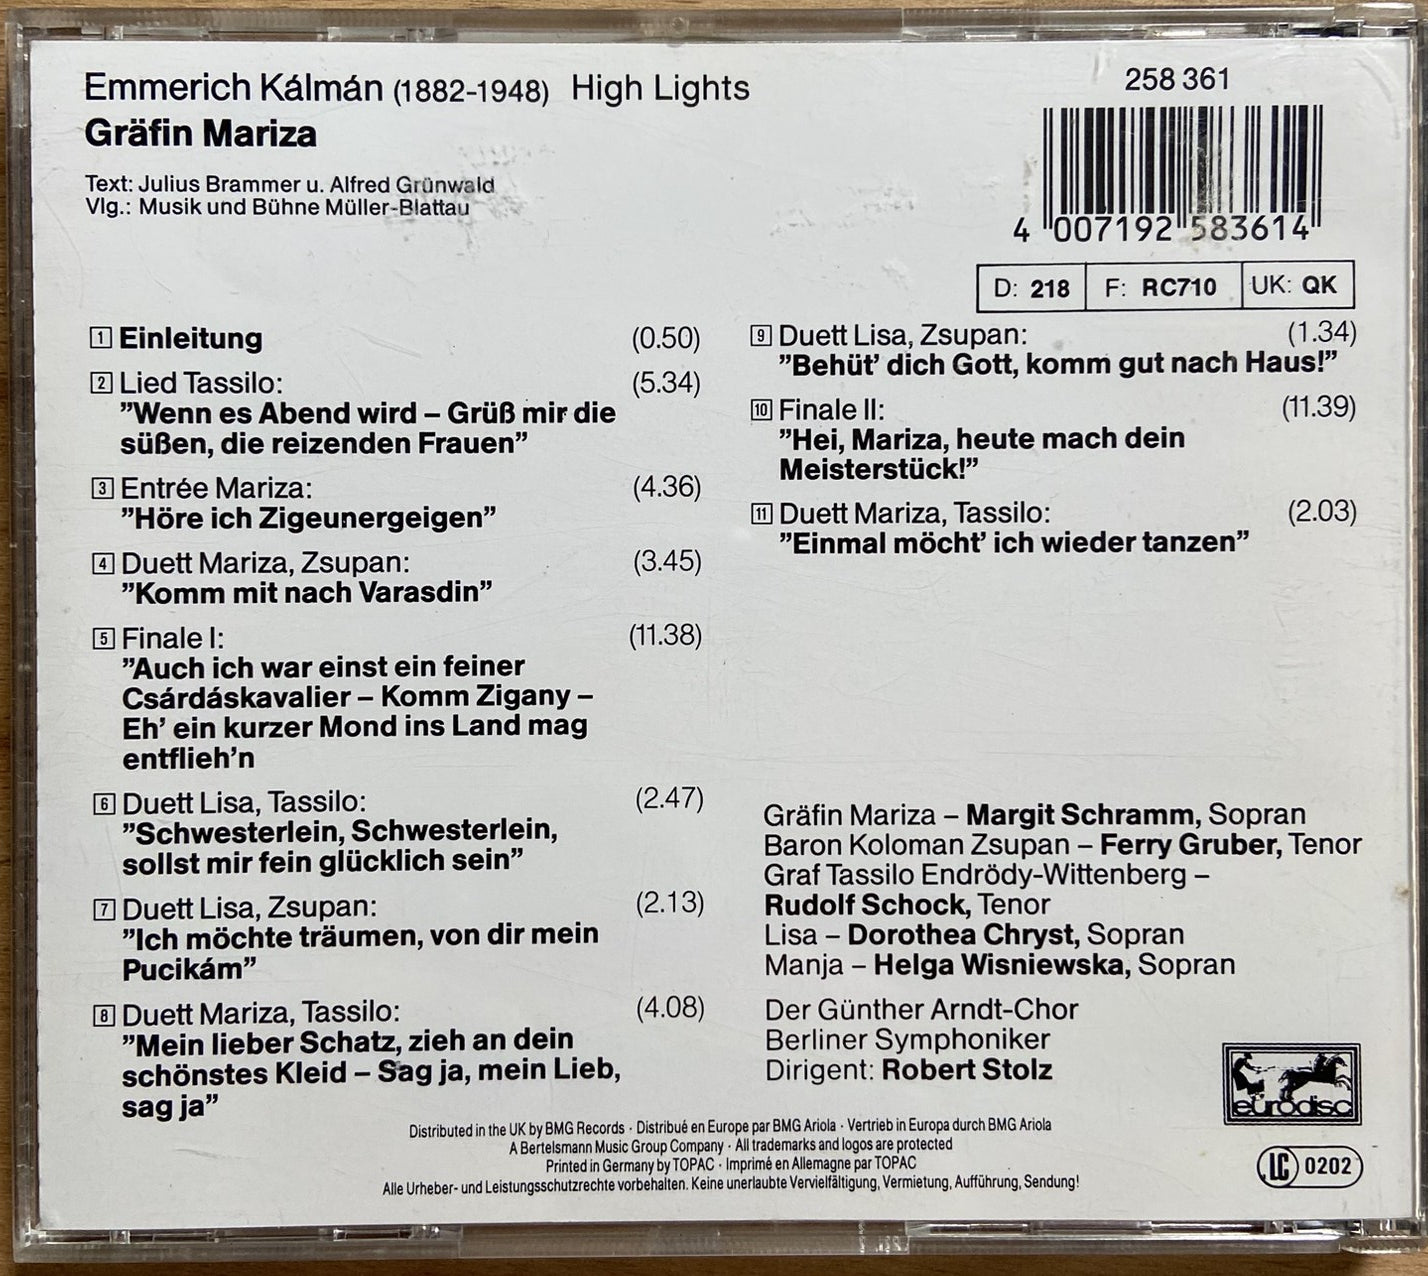 Emmerich Kálmán (1882-1948) High Lights
Gräfin Mariza
Text: Julius Brammer u. Alfred Grünwald
Vlg.: Musik und Bühne Müller-Blattau
258 361
4 007192 583614
D: 218 F: RC710 UK: QK
1 Einleitung (0.50)
2 Lied Tassilo: (5.34)
”Wenn es Abend wird – Grüß mir die
süßen, die reizenden Frauen”
3 Entrée Mariza: (4.36)
”Höre ich Zigeunergeigen”
4 Duett Mariza, Zsupan: (3.45)
”Komm mit nach Varasdin”
5 Finale I: (11.38)
”Auch ich war einst ein feiner
Csárdáskavalier – Komm Zigany –
Eh’ ein kurzer Mond ins Land mag
entflieh’n
6 Duett Lisa, Tassilo: (2.47)
”Schwesterlein, Schwesterlein,
sollst mir fein glücklich sein”
7 Duett Lisa, Zsupan: (2.13)
”Ich möchte träumen, von dir mein
Pucikám”
8 Duett Mariza, Tassilo: (4.08)
”Mein lieber Schatz, zieh an dein
schönstes Kleid – Sag ja, mein Lieb,
sag ja”
9 Duett Lisa, Zsupan: (1.34)
”Behüt’ dich Gott, komm gut nach Haus!”
10 Finale II: (11.39)
”Hei, Mariza, heute mach dein
Meisterstück!”
11 Duett Mariza, Tassilo: (2.03)
”Einmal möcht’ ich wieder tanzen”
Gräfin Mariza – Margit Schramm, Sopran
Baron Koloman Zsupan – Ferry Gruber, Tenor
Graf Tassilo Endrödy-Wittenberg –
Rudolf Schock, Tenor
Lisa – Dorothea Chryst, Sopran
Manja – Helga Wisniewska, Sopran
Der Günther Arndt-Chor
Berliner Symphoniker
Dirigent: Robert Stolz
eurodisc
LC 0202
Distributed in the UK by BMG Records · Distribué en Europe par BMG Ariola · Vertrieb in Europa durch BMG Ariola
A Bertelsmann Music Group Company · All trademarks and logos are protected
Printed in Germany by TOPAC · Imprimé en Allemagne par TOPAC
Alle Urheber- und Leistungsschutzrechte vorbehalten. Keine unerlaubte Vervielfältigung, Vermietung, Aufführung, Sendung!